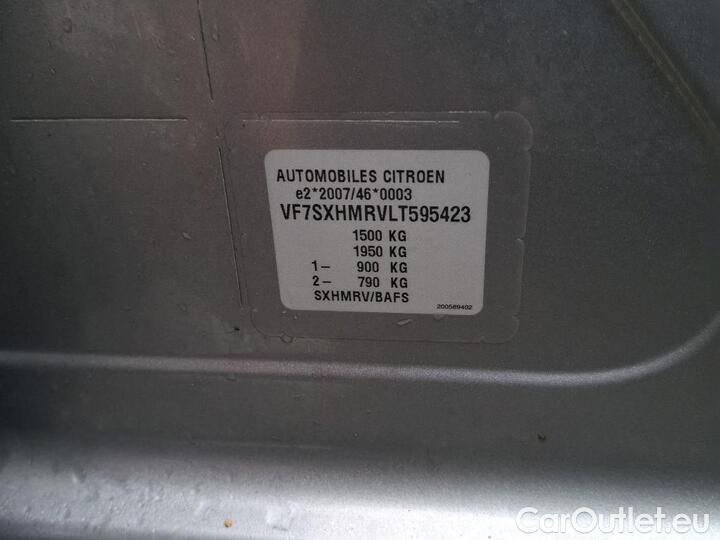 AUTOMOBILES CITROEN
e2*2007/46*0003
VF7SXHMRVLT595423
1500 KG
1950 KG
1- 900 KG
2- 790 KG
SXHMRV/BAFS
200589402
CarOutlet.eu